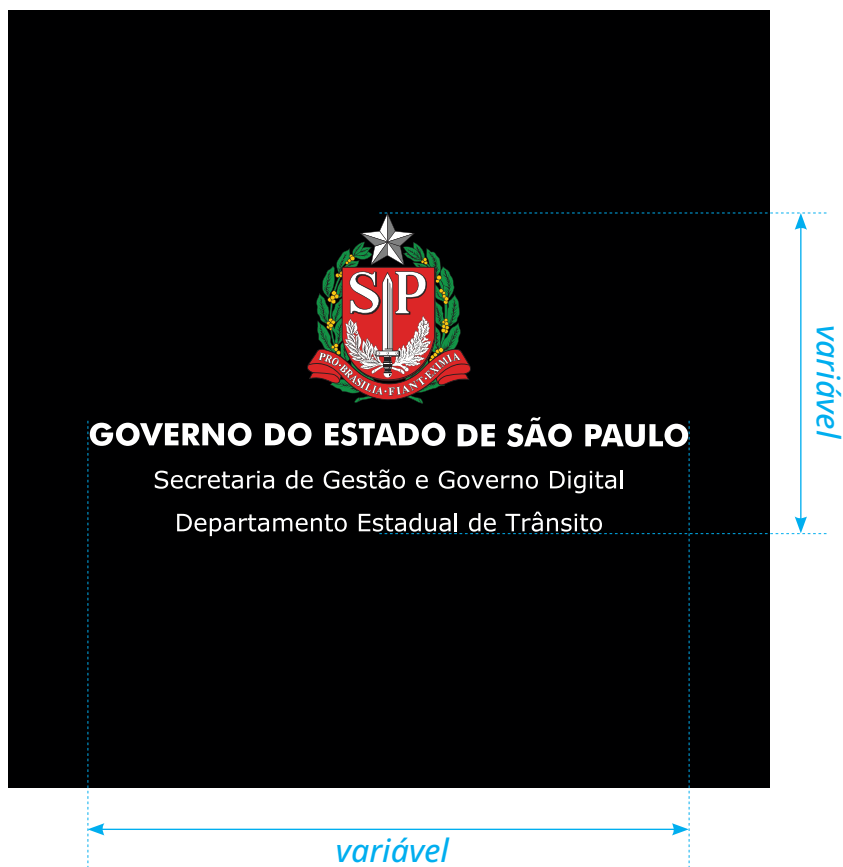 SP
PRO·BRASILIA·FIANT·EXIMIA
GOVERNO DO ESTADO DE SÃO PAULO
Secretaria de Gestão e Governo Digital
Departamento Estadual de Trânsito
variável
variável